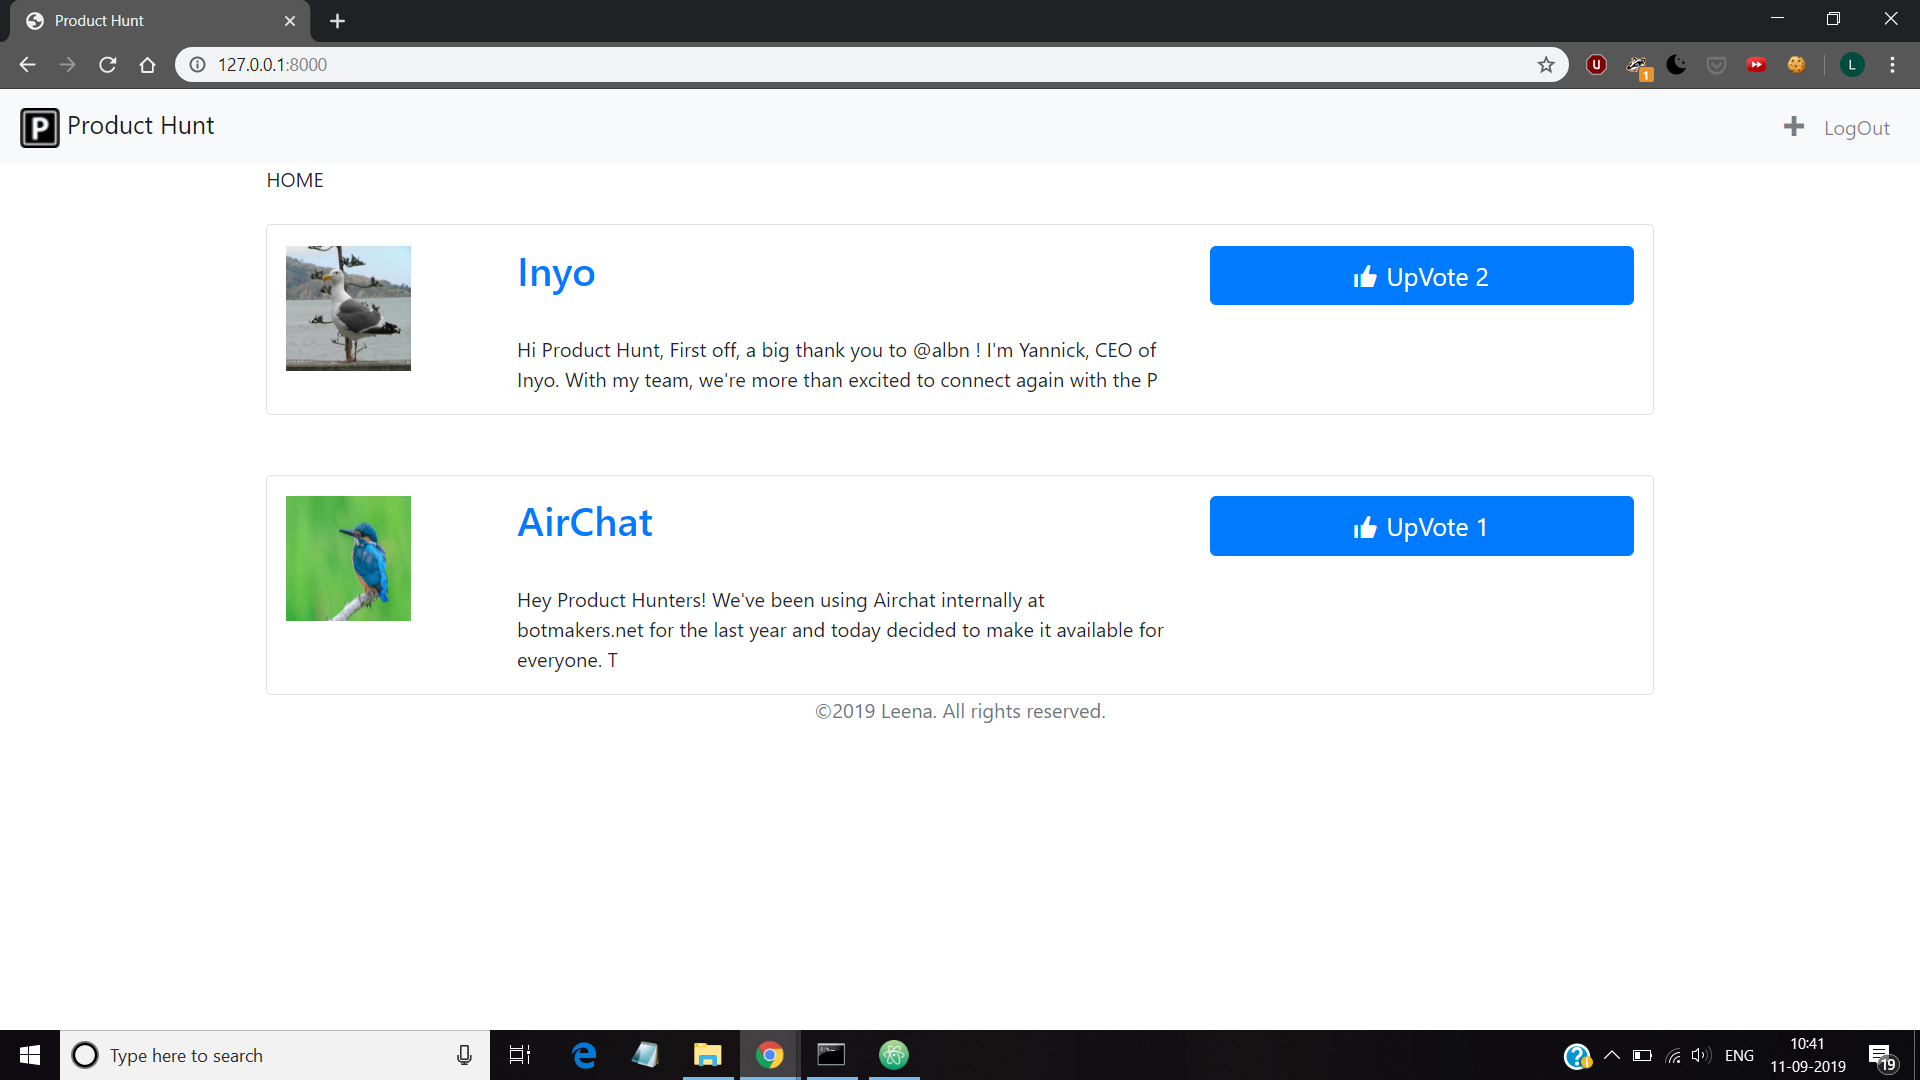 Product Hunt
127.0.0.1:8000
U
1
L
P Product Hunt
LogOut
HOME
Inyo
UpVote 2
Hi Product Hunt, First off, a big thank you to @albn ! I'm Yannick, CEO of
Inyo. With my team, we're more than excited to connect again with the P
AirChat
UpVote 1
Hey Product Hunters! We've been using Airchat internally at
botmakers.net for the last year and today decided to make it available for
everyone. T
©2019 Leena. All rights reserved.
Type here to search
ENG
10:41
11-09-2019
19